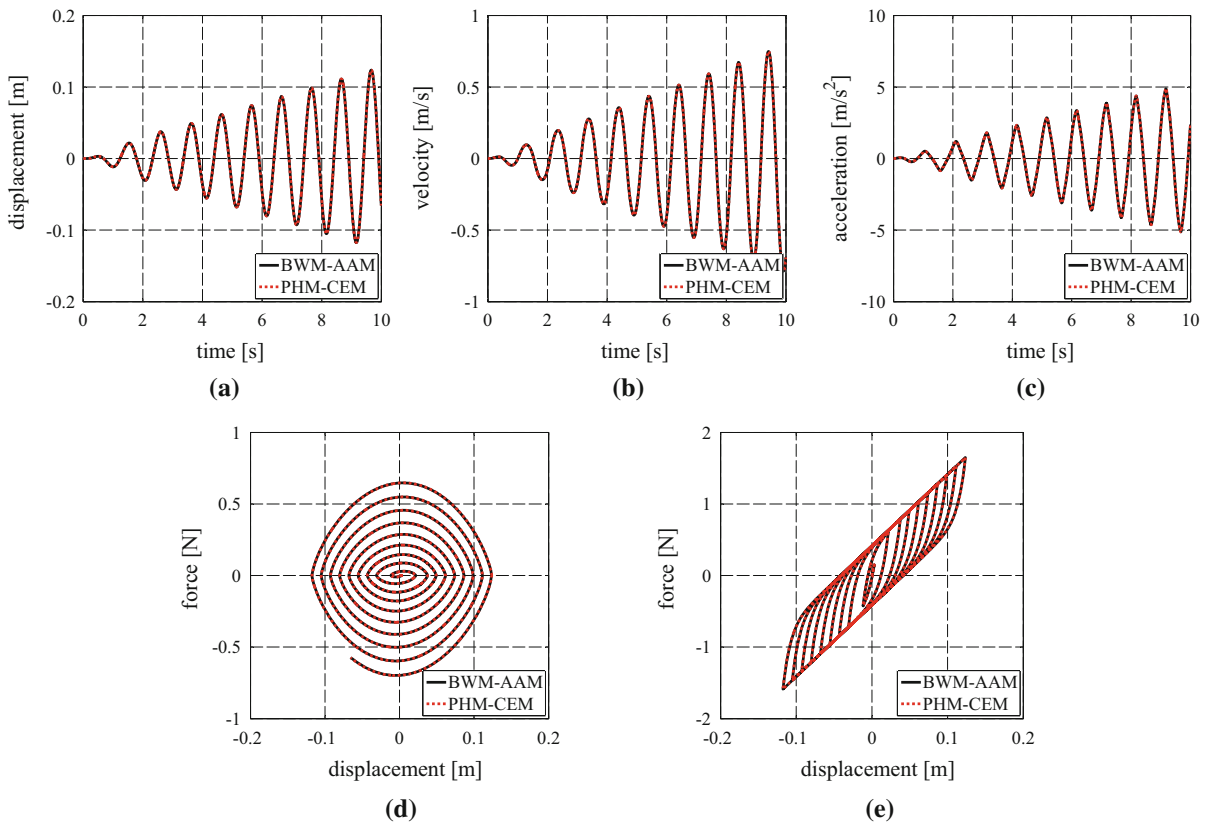 displacement [m]
0.2
0.1
0
-0.1
-0.2
0 2 4 6 8 10
time [s]
BWM-AAM
PHM-CEM
(a)
velocity [m/s]
1
0.5
0
-0.5
-1
0 2 4 6 8 10
time [s]
BWM-AAM
PHM-CEM
(b)
acceleration [m/s²]
10
5
0
-5
-10
0 2 4 6 8 10
time [s]
BWM-AAM
PHM-CEM
(c)
force [N]
1
0.5
0
-0.5
-1
-0.2 -0.1 0 0.1 0.2
displacement [m]
BWM-AAM
PHM-CEM
(d)
force [N]
2
1
0
-1
-2
-0.2 -0.1 0 0.1 0.2
displacement [m]
BWM-AAM
PHM-CEM
(e)